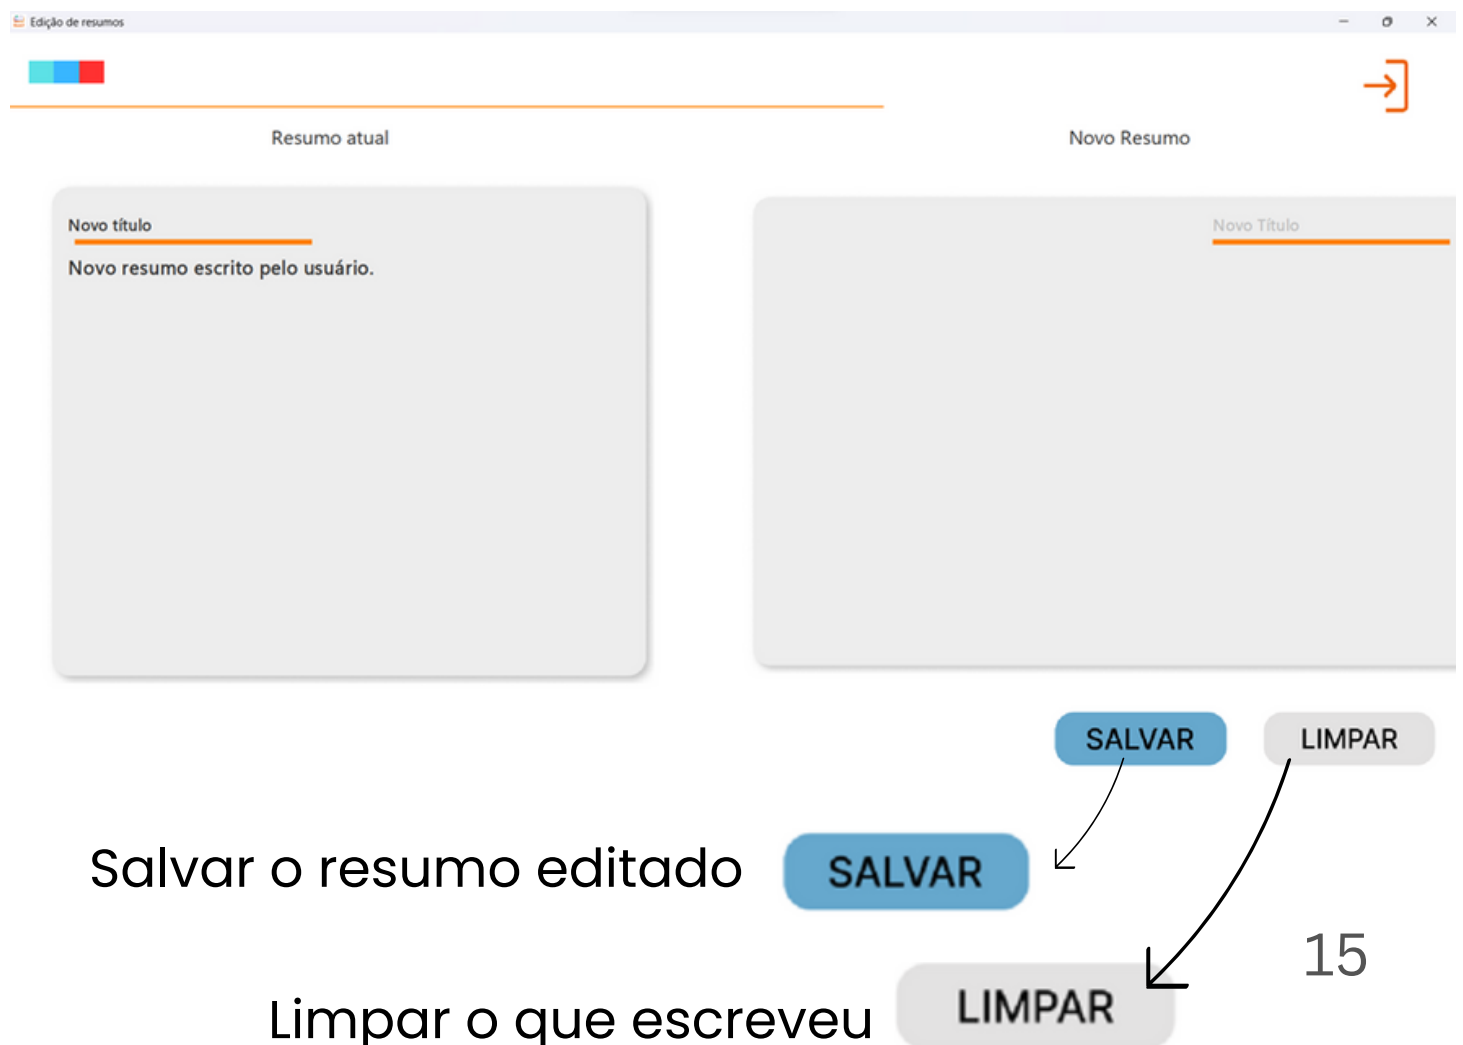 Edição de resumos
Resumo atual
Novo Resumo
Novo título
Novo resumo escrito pelo usuário.
Novo Título
SALVAR
LIMPAR
Salvar o resumo editado
SALVAR
Limpar o que escreveu
LIMPAR
15